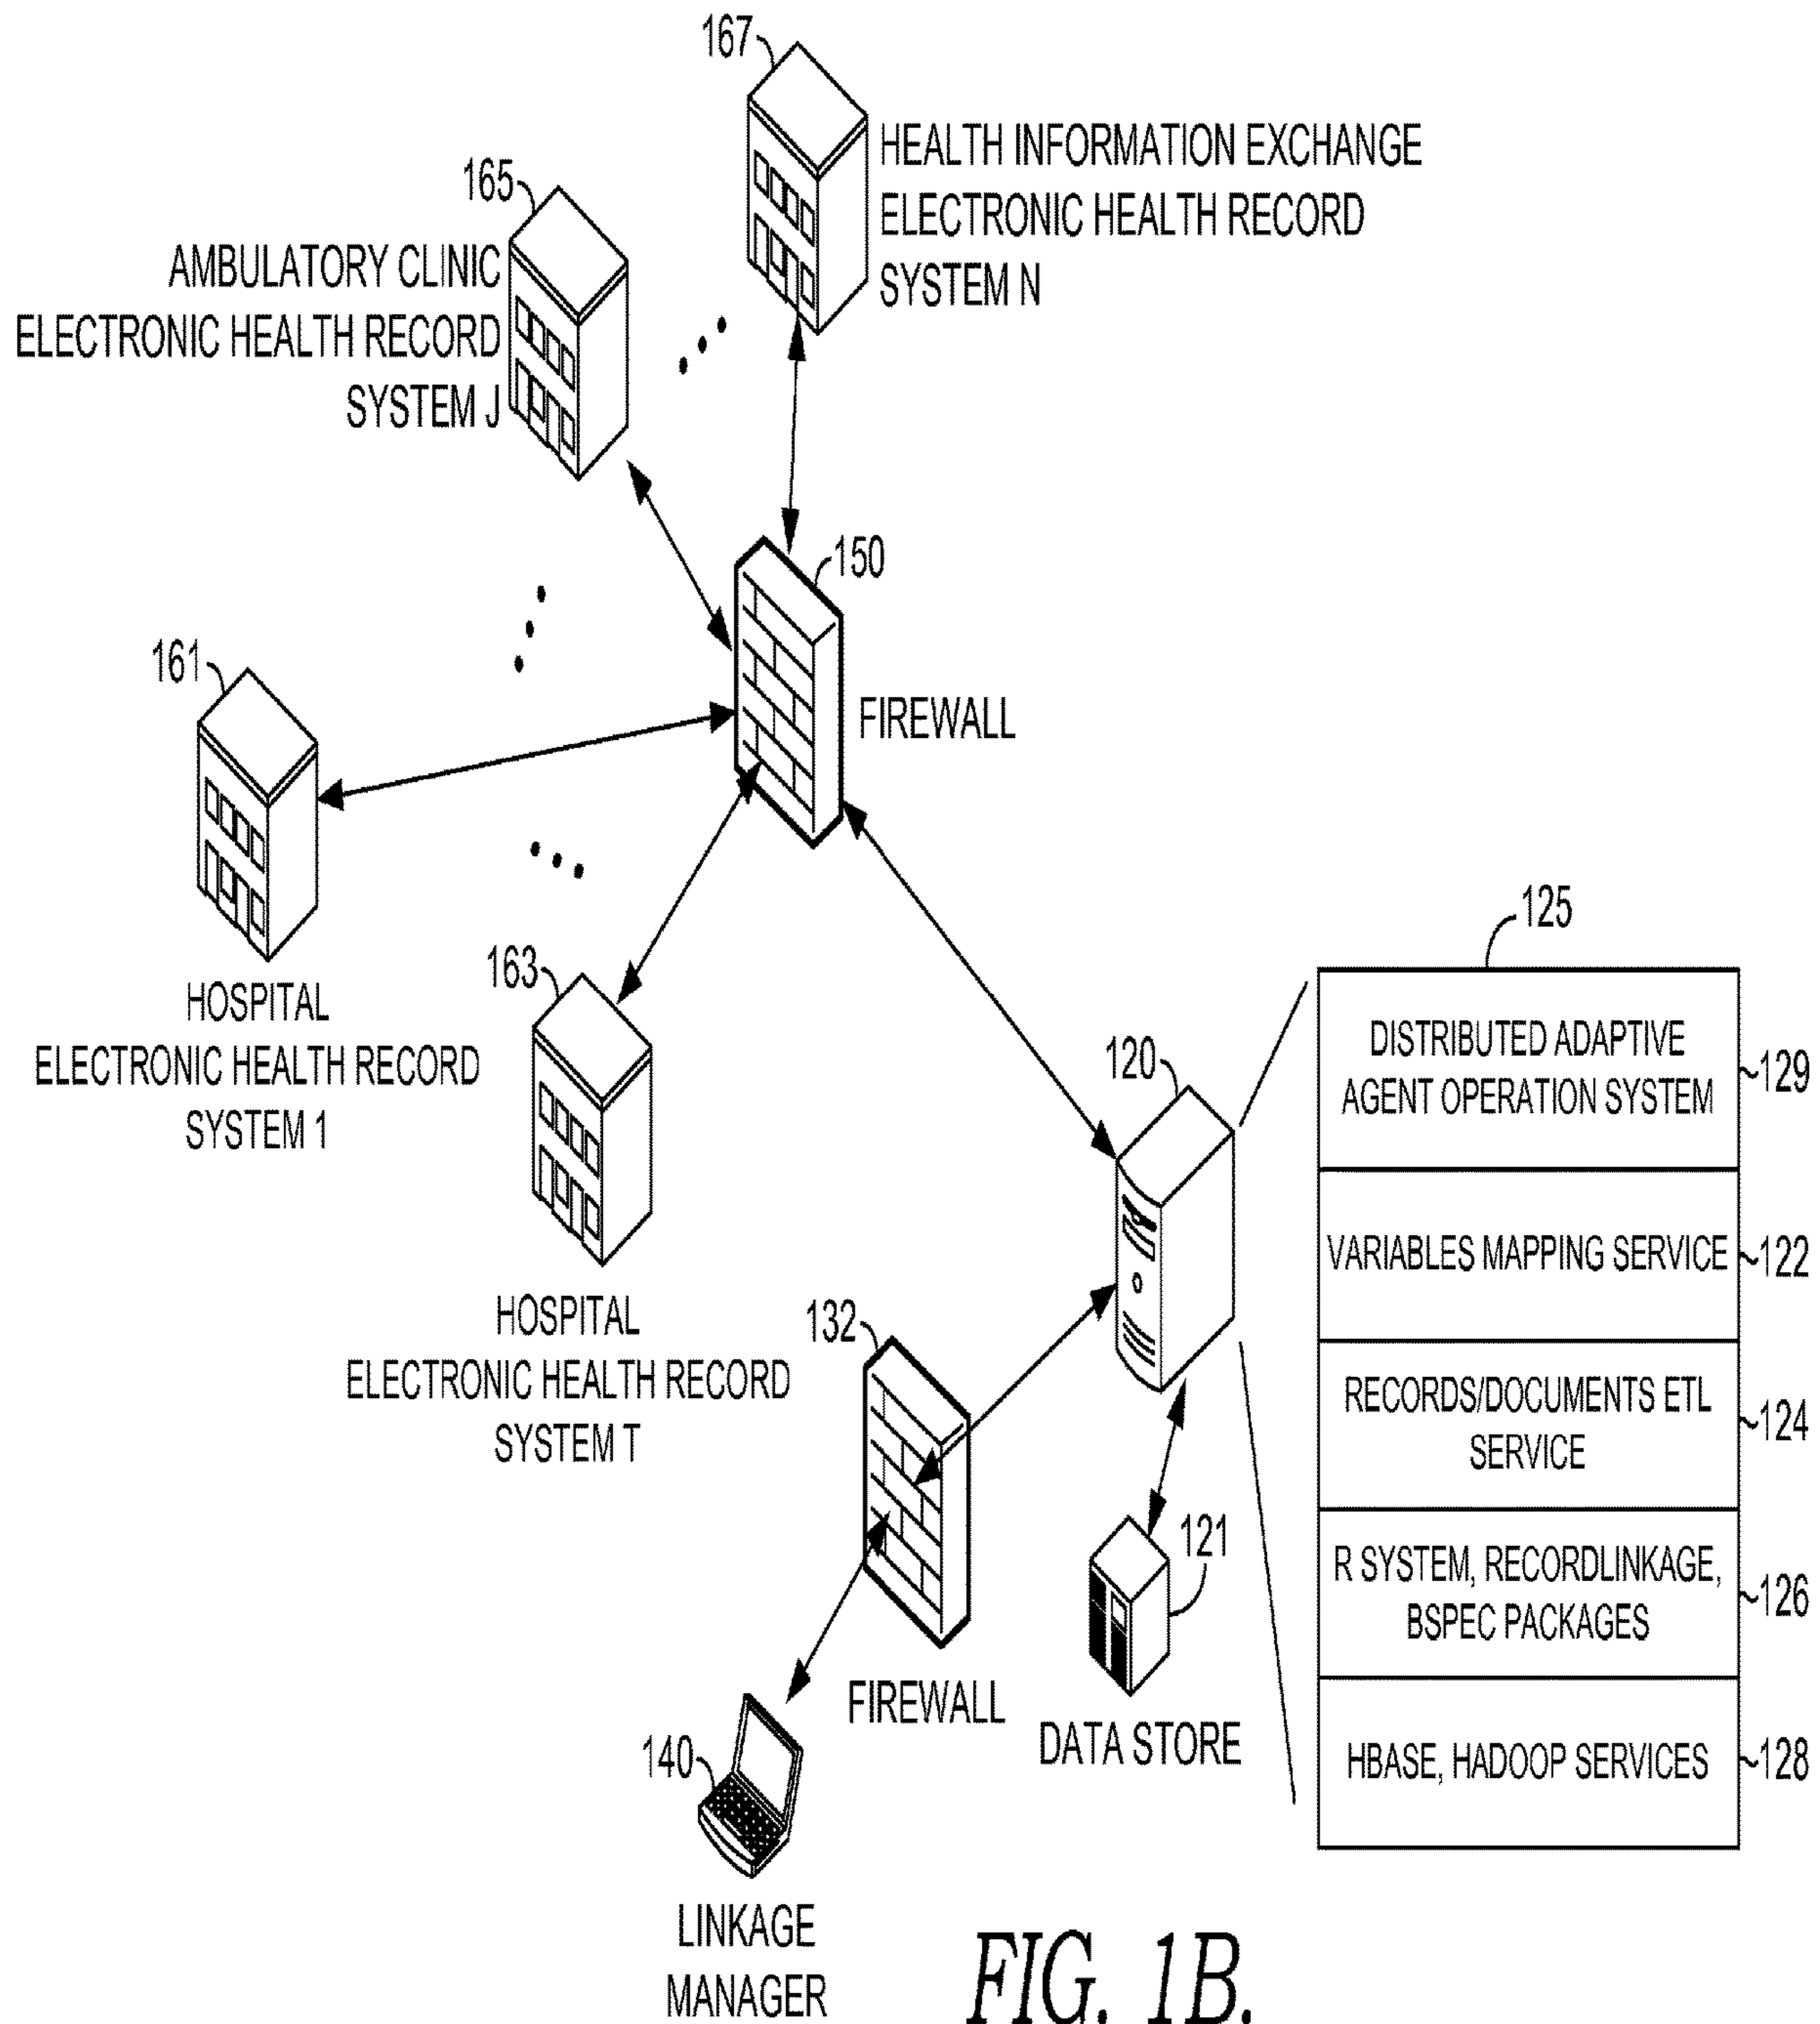 167
HEALTH INFORMATION EXCHANGE
ELECTRONIC HEALTH RECORD
SYSTEM N
165
AMBULATORY CLINIC
ELECTRONIC HEALTH RECORD
SYSTEM J
150
FIREWALL
161
HOSPITAL
ELECTRONIC HEALTH RECORD
SYSTEM 1
163
HOSPITAL
ELECTRONIC HEALTH RECORD
SYSTEM T
120
125
DISTRIBUTED ADAPTIVE
AGENT OPERATION SYSTEM
129
VARIABLES MAPPING SERVICE
122
RECORDS/DOCUMENTS ETL
SERVICE
124
R SYSTEM, RECORDLINKAGE,
BSPEC PACKAGES
126
HBASE, HADOOP SERVICES
128
132
FIREWALL
121
DATA STORE
140
LINKAGE
MANAGER
FIG. 1B.